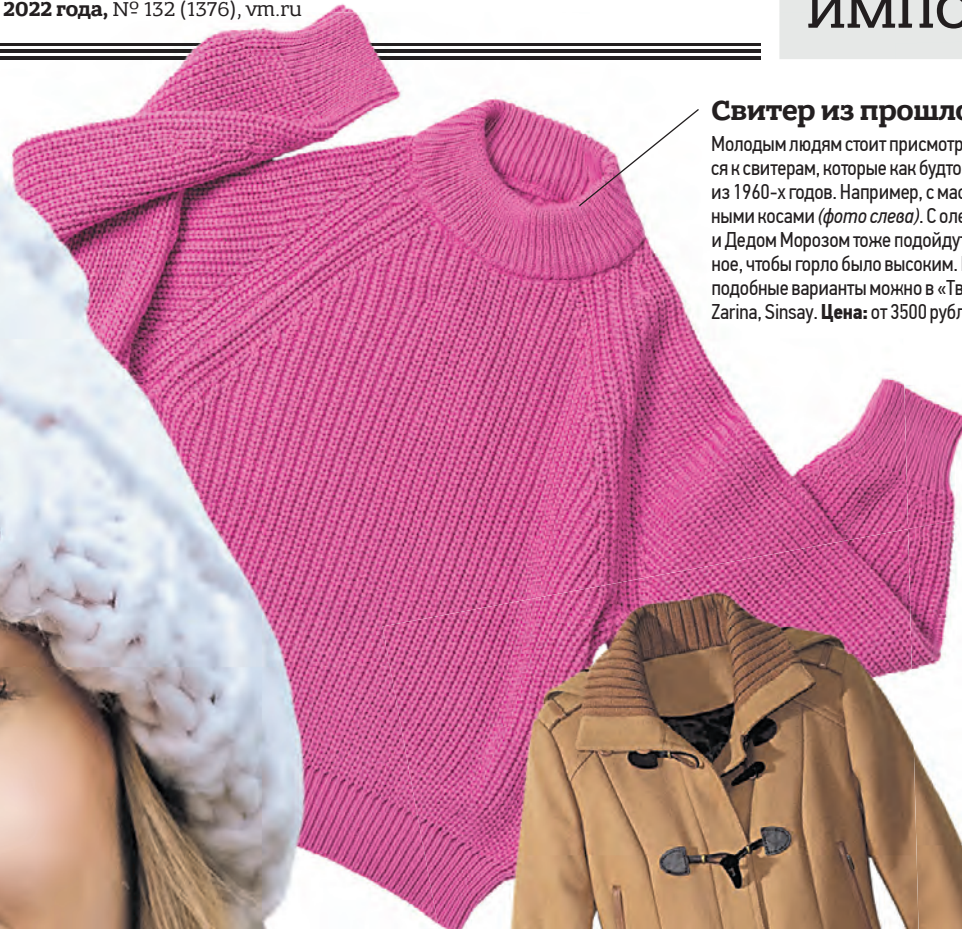 2022 года, № 132 (1376), vm.ru
ИМПО
Свитер из прошло
Молодым людям стоит присмотр
ся к свитерам, которые как будто
из 1960-х годов. Например, с мас
ными косами (фото слева). С оле
и Дедом Морозом тоже подойдут
ное, чтобы горло было высоким.
подобные варианты можно в «Тв
Zarina, Sinsay. Цена: от 3500 рубл